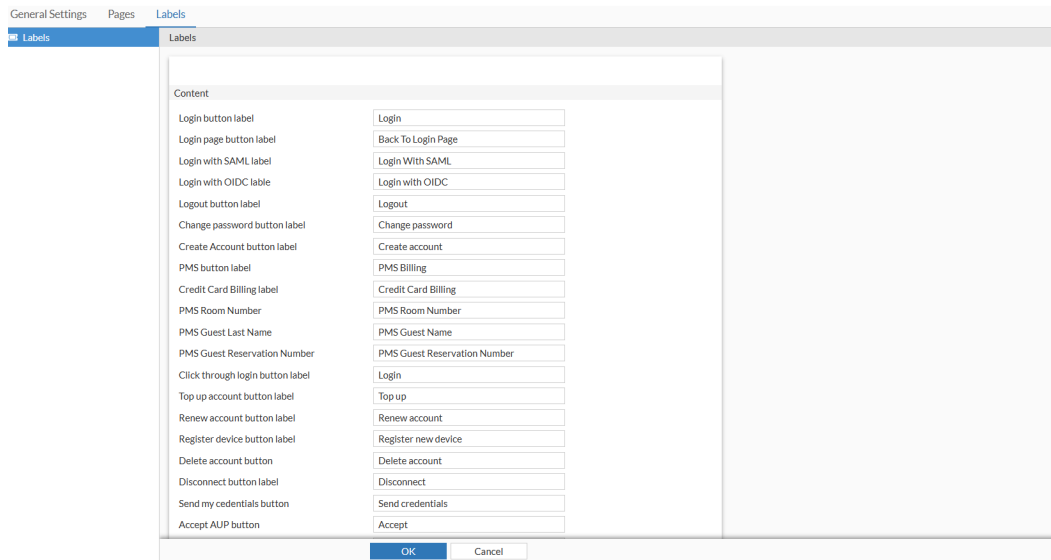 General Settings Pages Labels
Labels Labels
Content
Login button label Login
Login page button label Back To Login Page
Login with SAML label Login With SAML
Login with OIDC lable Login with OIDC
Logout button label Logout
Change password button label Change password
Create Account button label Create account
PMS button label PMS Billing
Credit Card Billing label Credit Card Billing
PMS Room Number PMS Room Number
PMS Guest Last Name PMS Guest Name
PMS Guest Reservation Number PMS Guest Reservation Number
Click through login button label Login
Top up account button label Top up
Renew account button label Renew account
Register device button label Register new device
Delete account button Delete account
Disconnect button label Disconnect
Send my cedentials button Send credentials
Accept AUP button Accept
OK Cancel